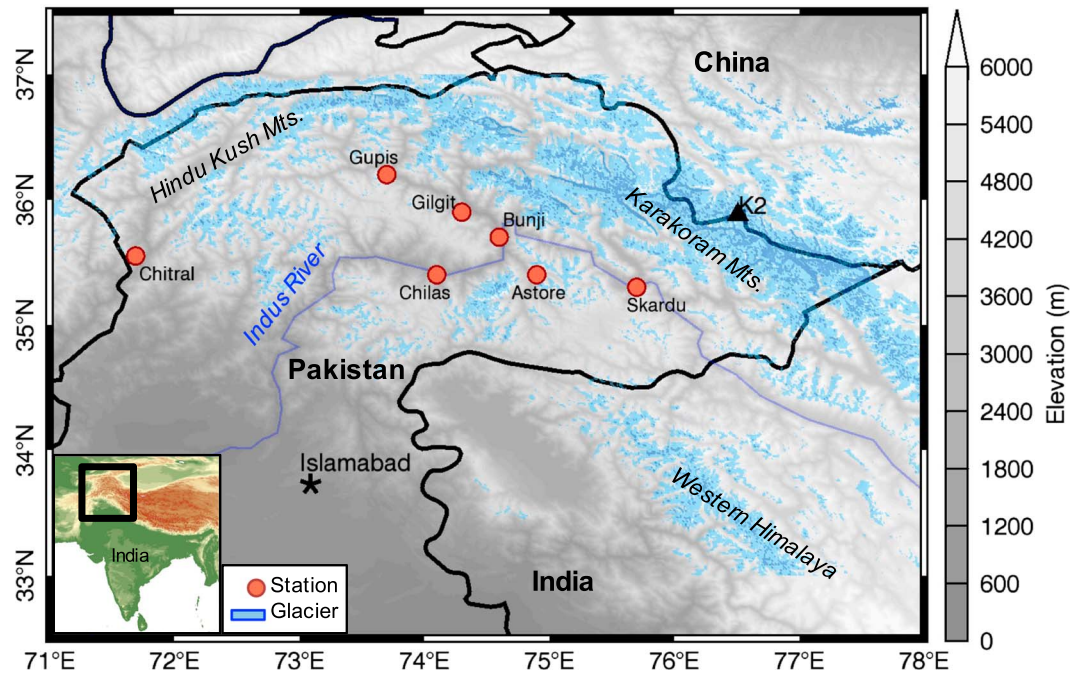 37°N
36°N
35°N
34°N
33°N
China
Hindu Kush Mts.
Gupis
Gilgit
Bunji
K2
Karakoram Mts.
Chitral
Indus River
Chilas
Astore
Skardu
Pakistan
Islamabad
Western Himalaya
India
India
Station
Glacier
71°E
72°E
73°E
74°E
75°E
76°E
77°E
78°E
6000
5400
4800
4200
3600
3000
2400
1800
1200
600
0
Elevation (m)